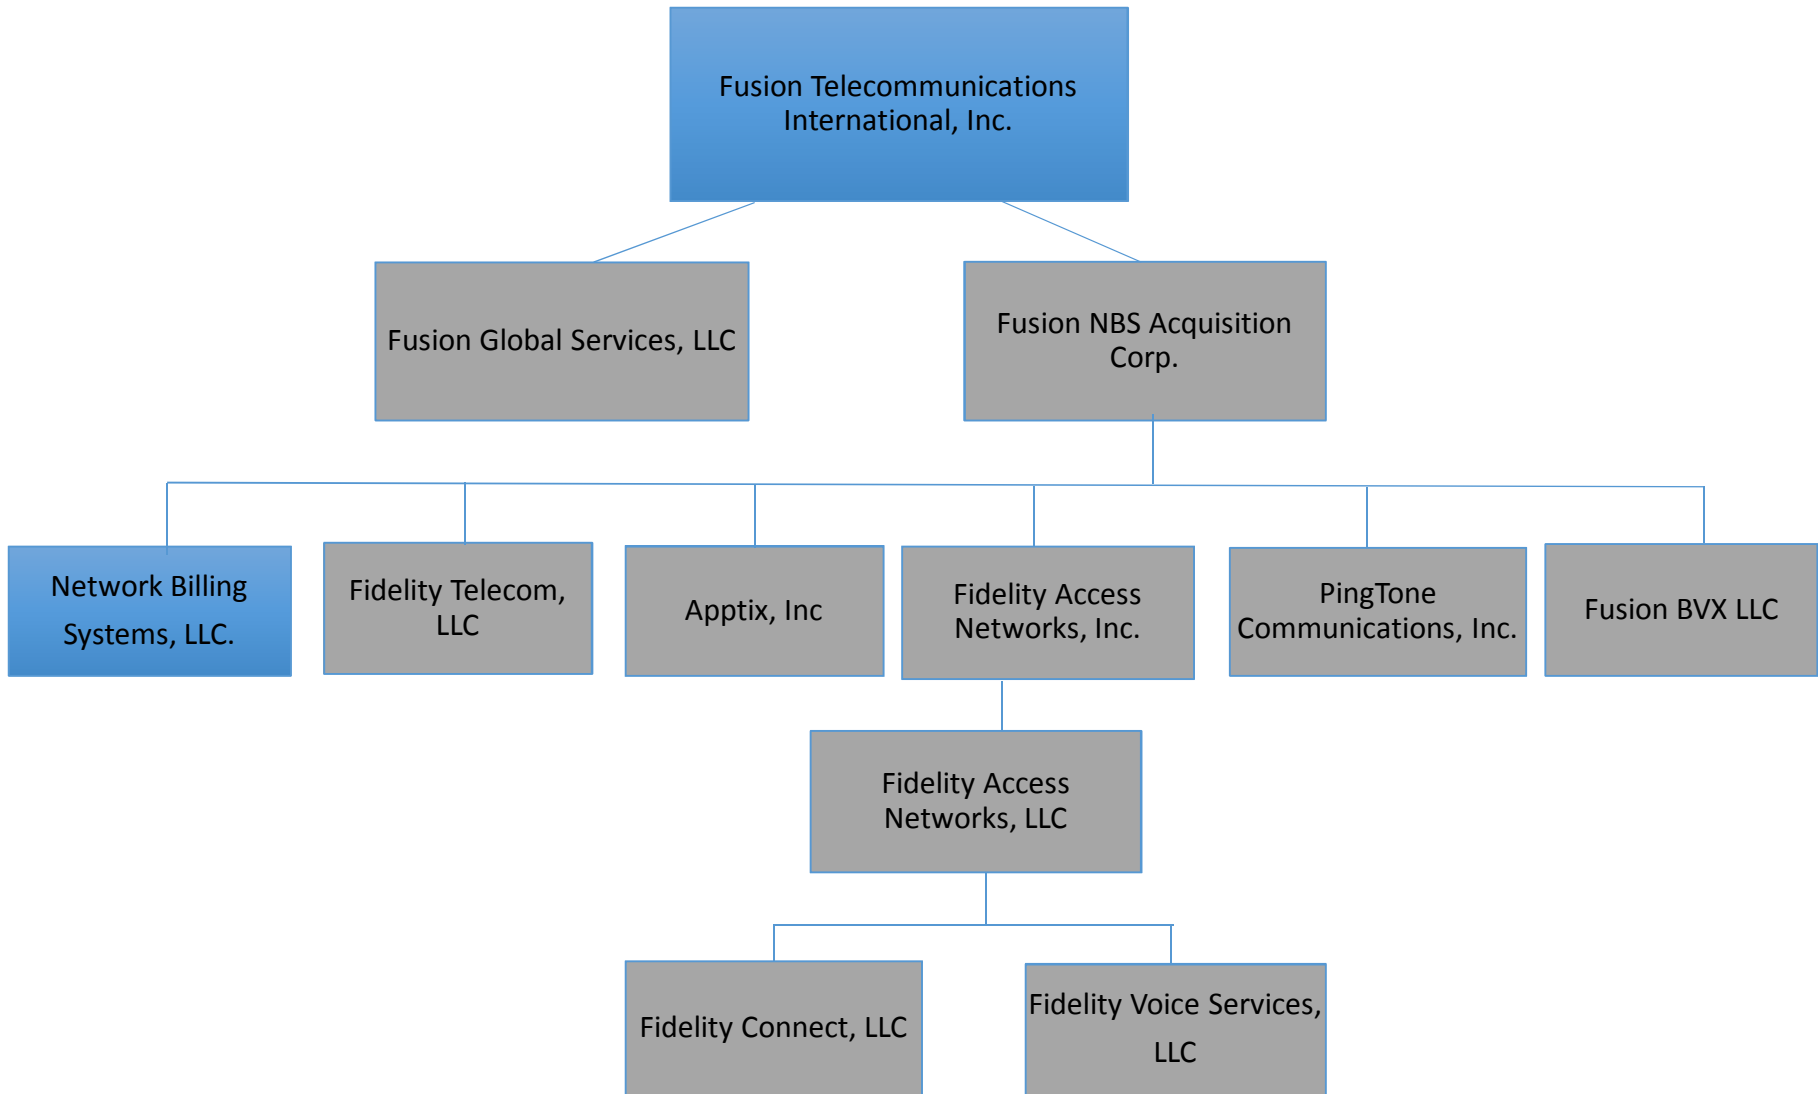 Fusion Telecommunications
International, Inc.
Fusion Global Services, LLC
Fusion NBS Acquisition
Corp.
Network Billing
Systems, LLC.
Fidelity Telecom,
LLC
Apptix, Inc
Fidelity Access
Networks, Inc.
PingTone
Communications, Inc.
Fusion BVX LLC
Fidelity Access
Networks, LLC
Fidelity Connect, LLC
Fidelity Voice Services,
LLC